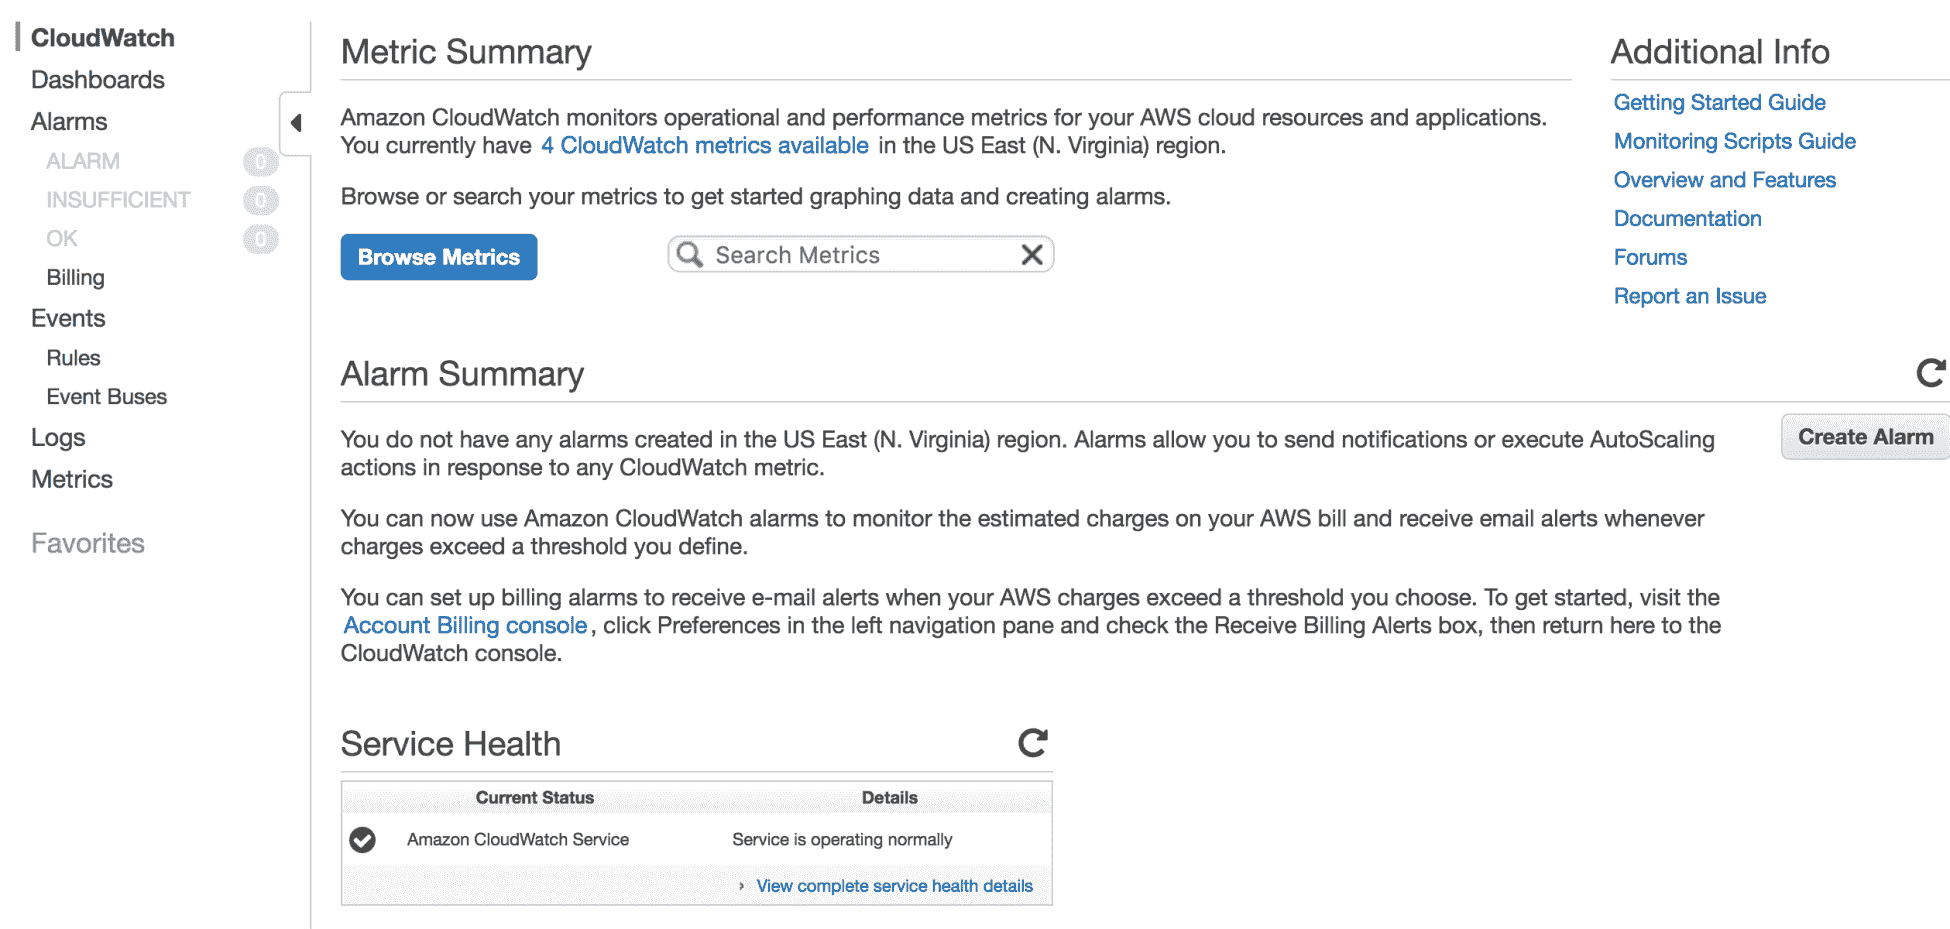 CloudWatch
Dashboards
Alarms
ALARM 0
INSUFFICIENT 0
OK 0
Billing
Events
Rules
Event Buses
Logs
Metrics
Favorites
Metric Summary
Amazon CloudWatch monitors operational and performance metrics for your AWS cloud resources and applications.
You currently have 4 CloudWatch metrics available in the US East (N. Virginia) region.
Browse or search your metrics to get started graphing data and creating alarms.
Browse Metrics
Search Metrics
Additional Info
Getting Started Guide
Monitoring Scripts Guide
Overview and Features
Documentation
Forums
Report an Issue
Alarm Summary
You do not have any alarms created in the US East (N. Virginia) region. Alarms allow you to send notifications or execute AutoScaling
actions in response to any CloudWatch metric.
Create Alarm
You can now use Amazon CloudWatch alarms to monitor the estimated charges on your AWS bill and receive email alerts whenever
charges exceed a threshold you define.
You can set up billing alarms to receive e-mail alerts when your AWS charges exceed a threshold you choose. To get started, visit the
Account Billing console, click Preferences in the left navigation pane and check the Receive Billing Alerts box, then return here to the
CloudWatch console.
Service Health
Current Status Details
Amazon CloudWatch Service Service is operating normally
› View complete service health details